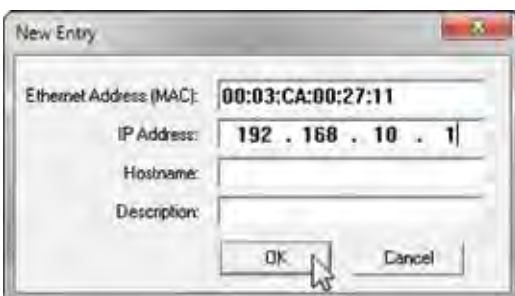 New Entry
Ethernet Address (MAC): 00:03:CA:00:27:11
IP Address: 192 . 168 . 10 . 1
Hostname:
Description:
OK Cancel